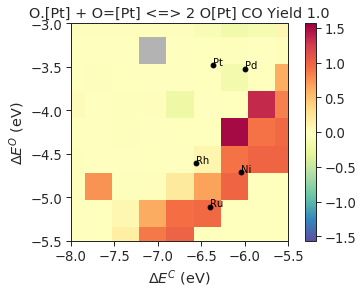 O.[Pt] + O=[Pt] <=> 2 O[Pt] CO Yield 1.0
−3.0
−3.5
−4.0
−4.5
−5.0
−5.5
ΔE^O (eV)
Pt
Pd
Rh
Ni
Ru
−8.0 −7.5 −7.0 −6.5 −6.0 −5.5
ΔE^C (eV)
1.5
1.0
0.5
0.0
−0.5
−1.0
−1.5